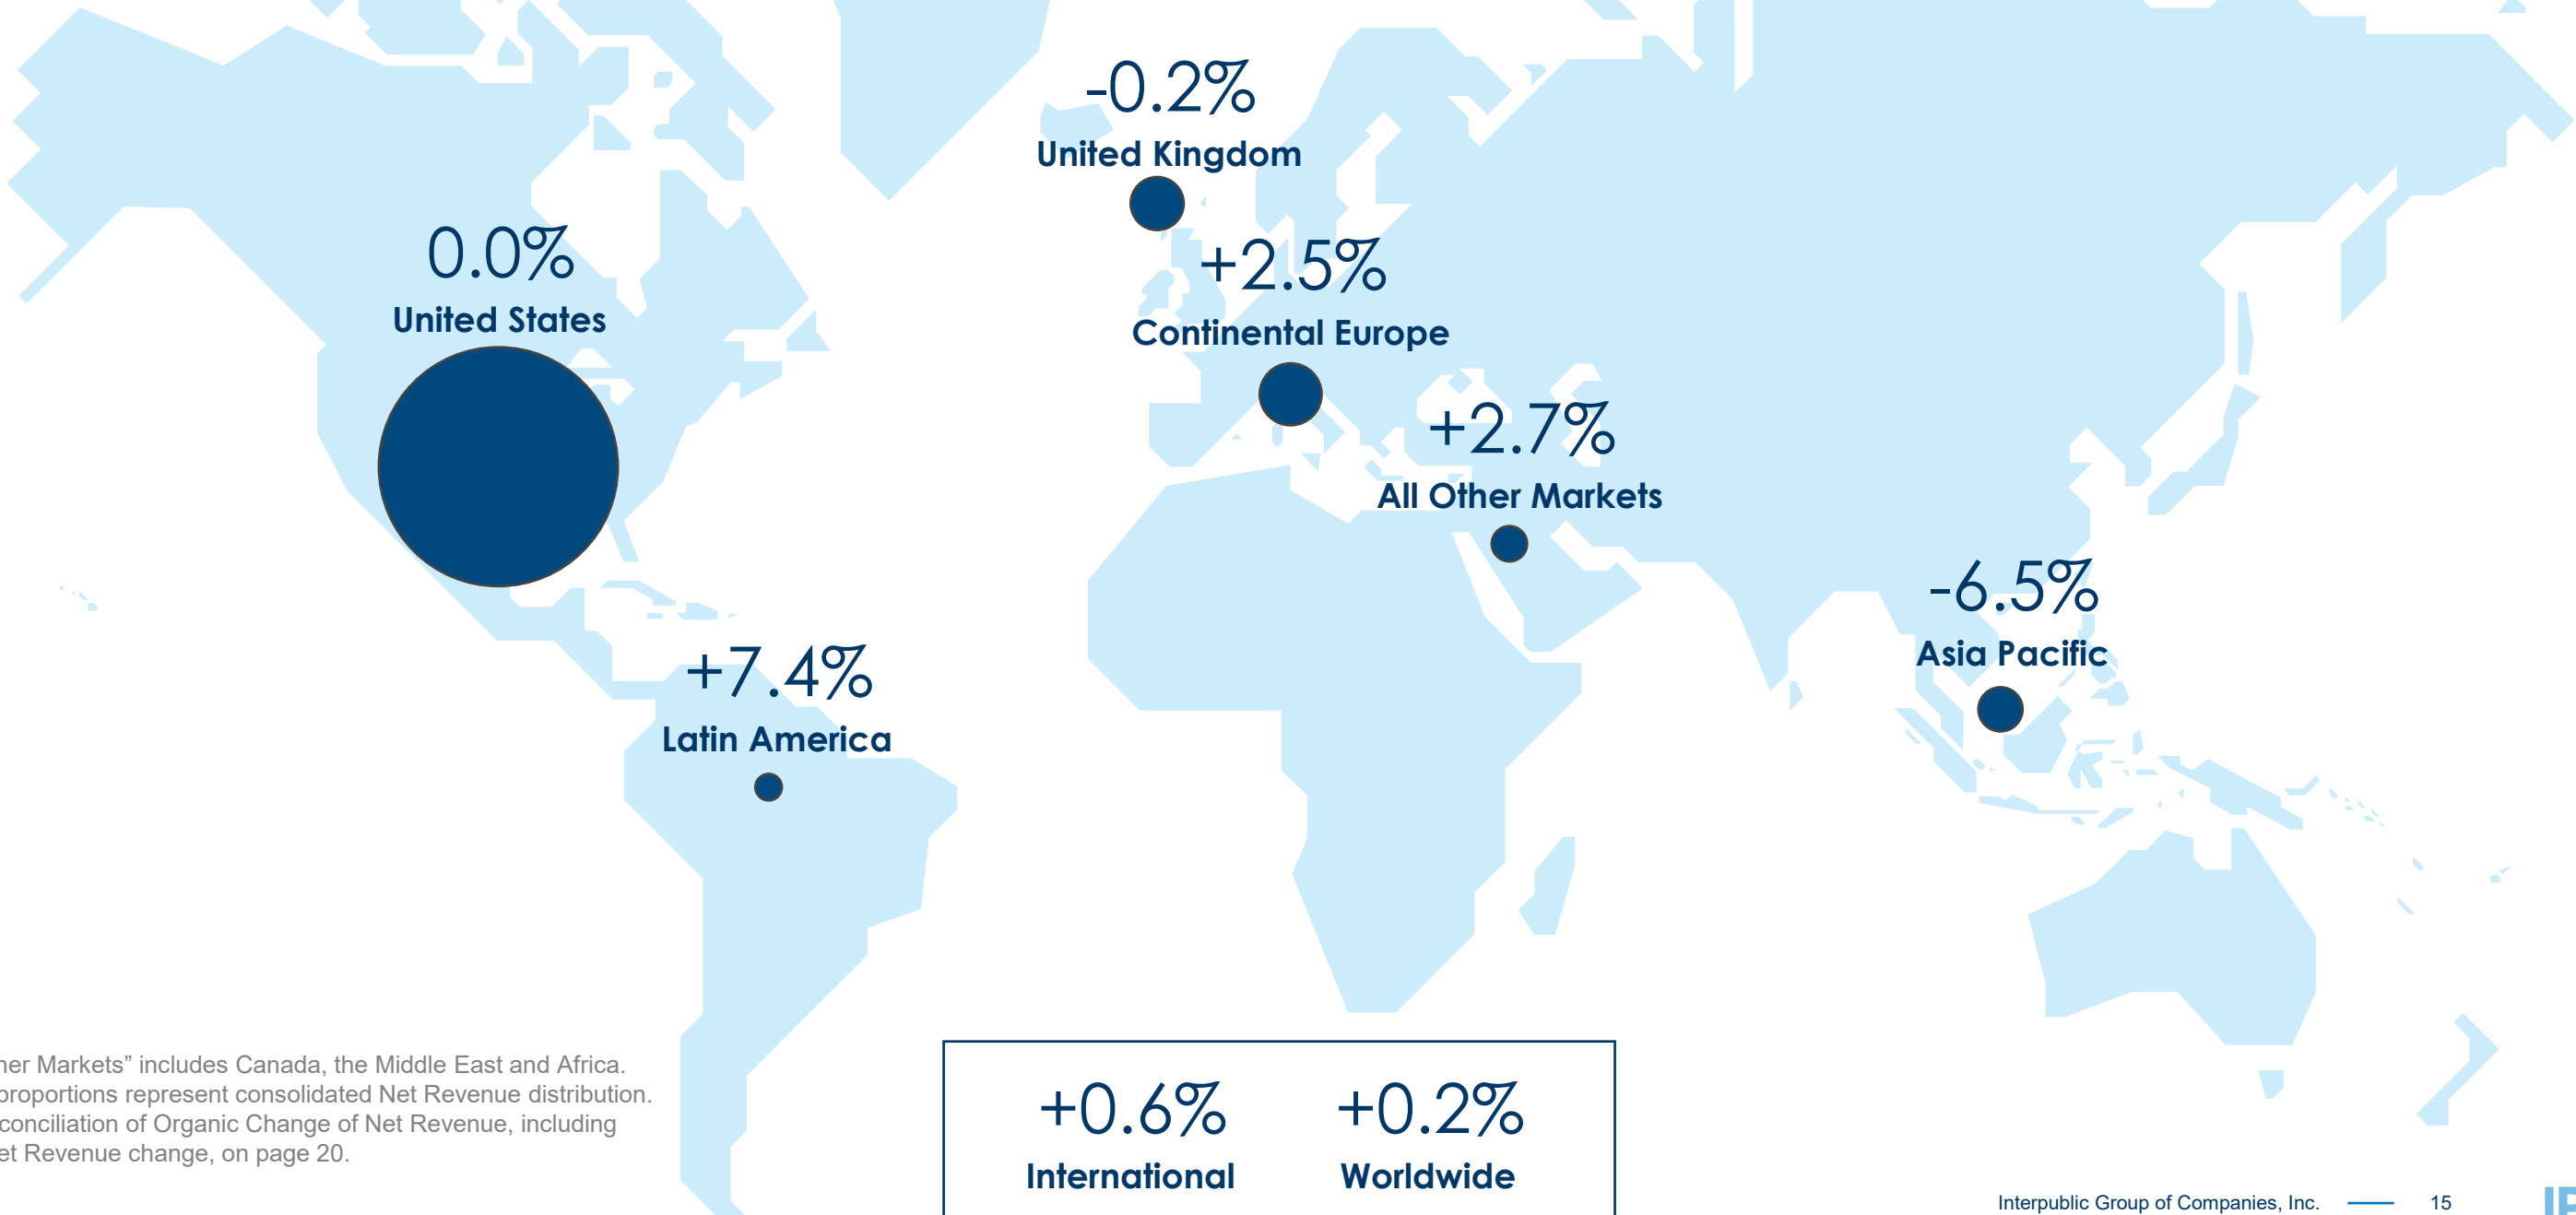 -0.2%
United Kingdom
0.0%
United States
+2.5%
Continental Europe
+2.7%
All Other Markets
-6.5%
Asia Pacific
+7.4%
Latin America
Markets” includes Canada, the Middle East and Africa.
proportions represent consolidated Net Revenue distribution.
of Organic Change of Net Revenue, including
Revenue change, on page 20.
+0.6%
International
+0.2%
Worldwide
Interpublic Group of Companies, Inc.
15